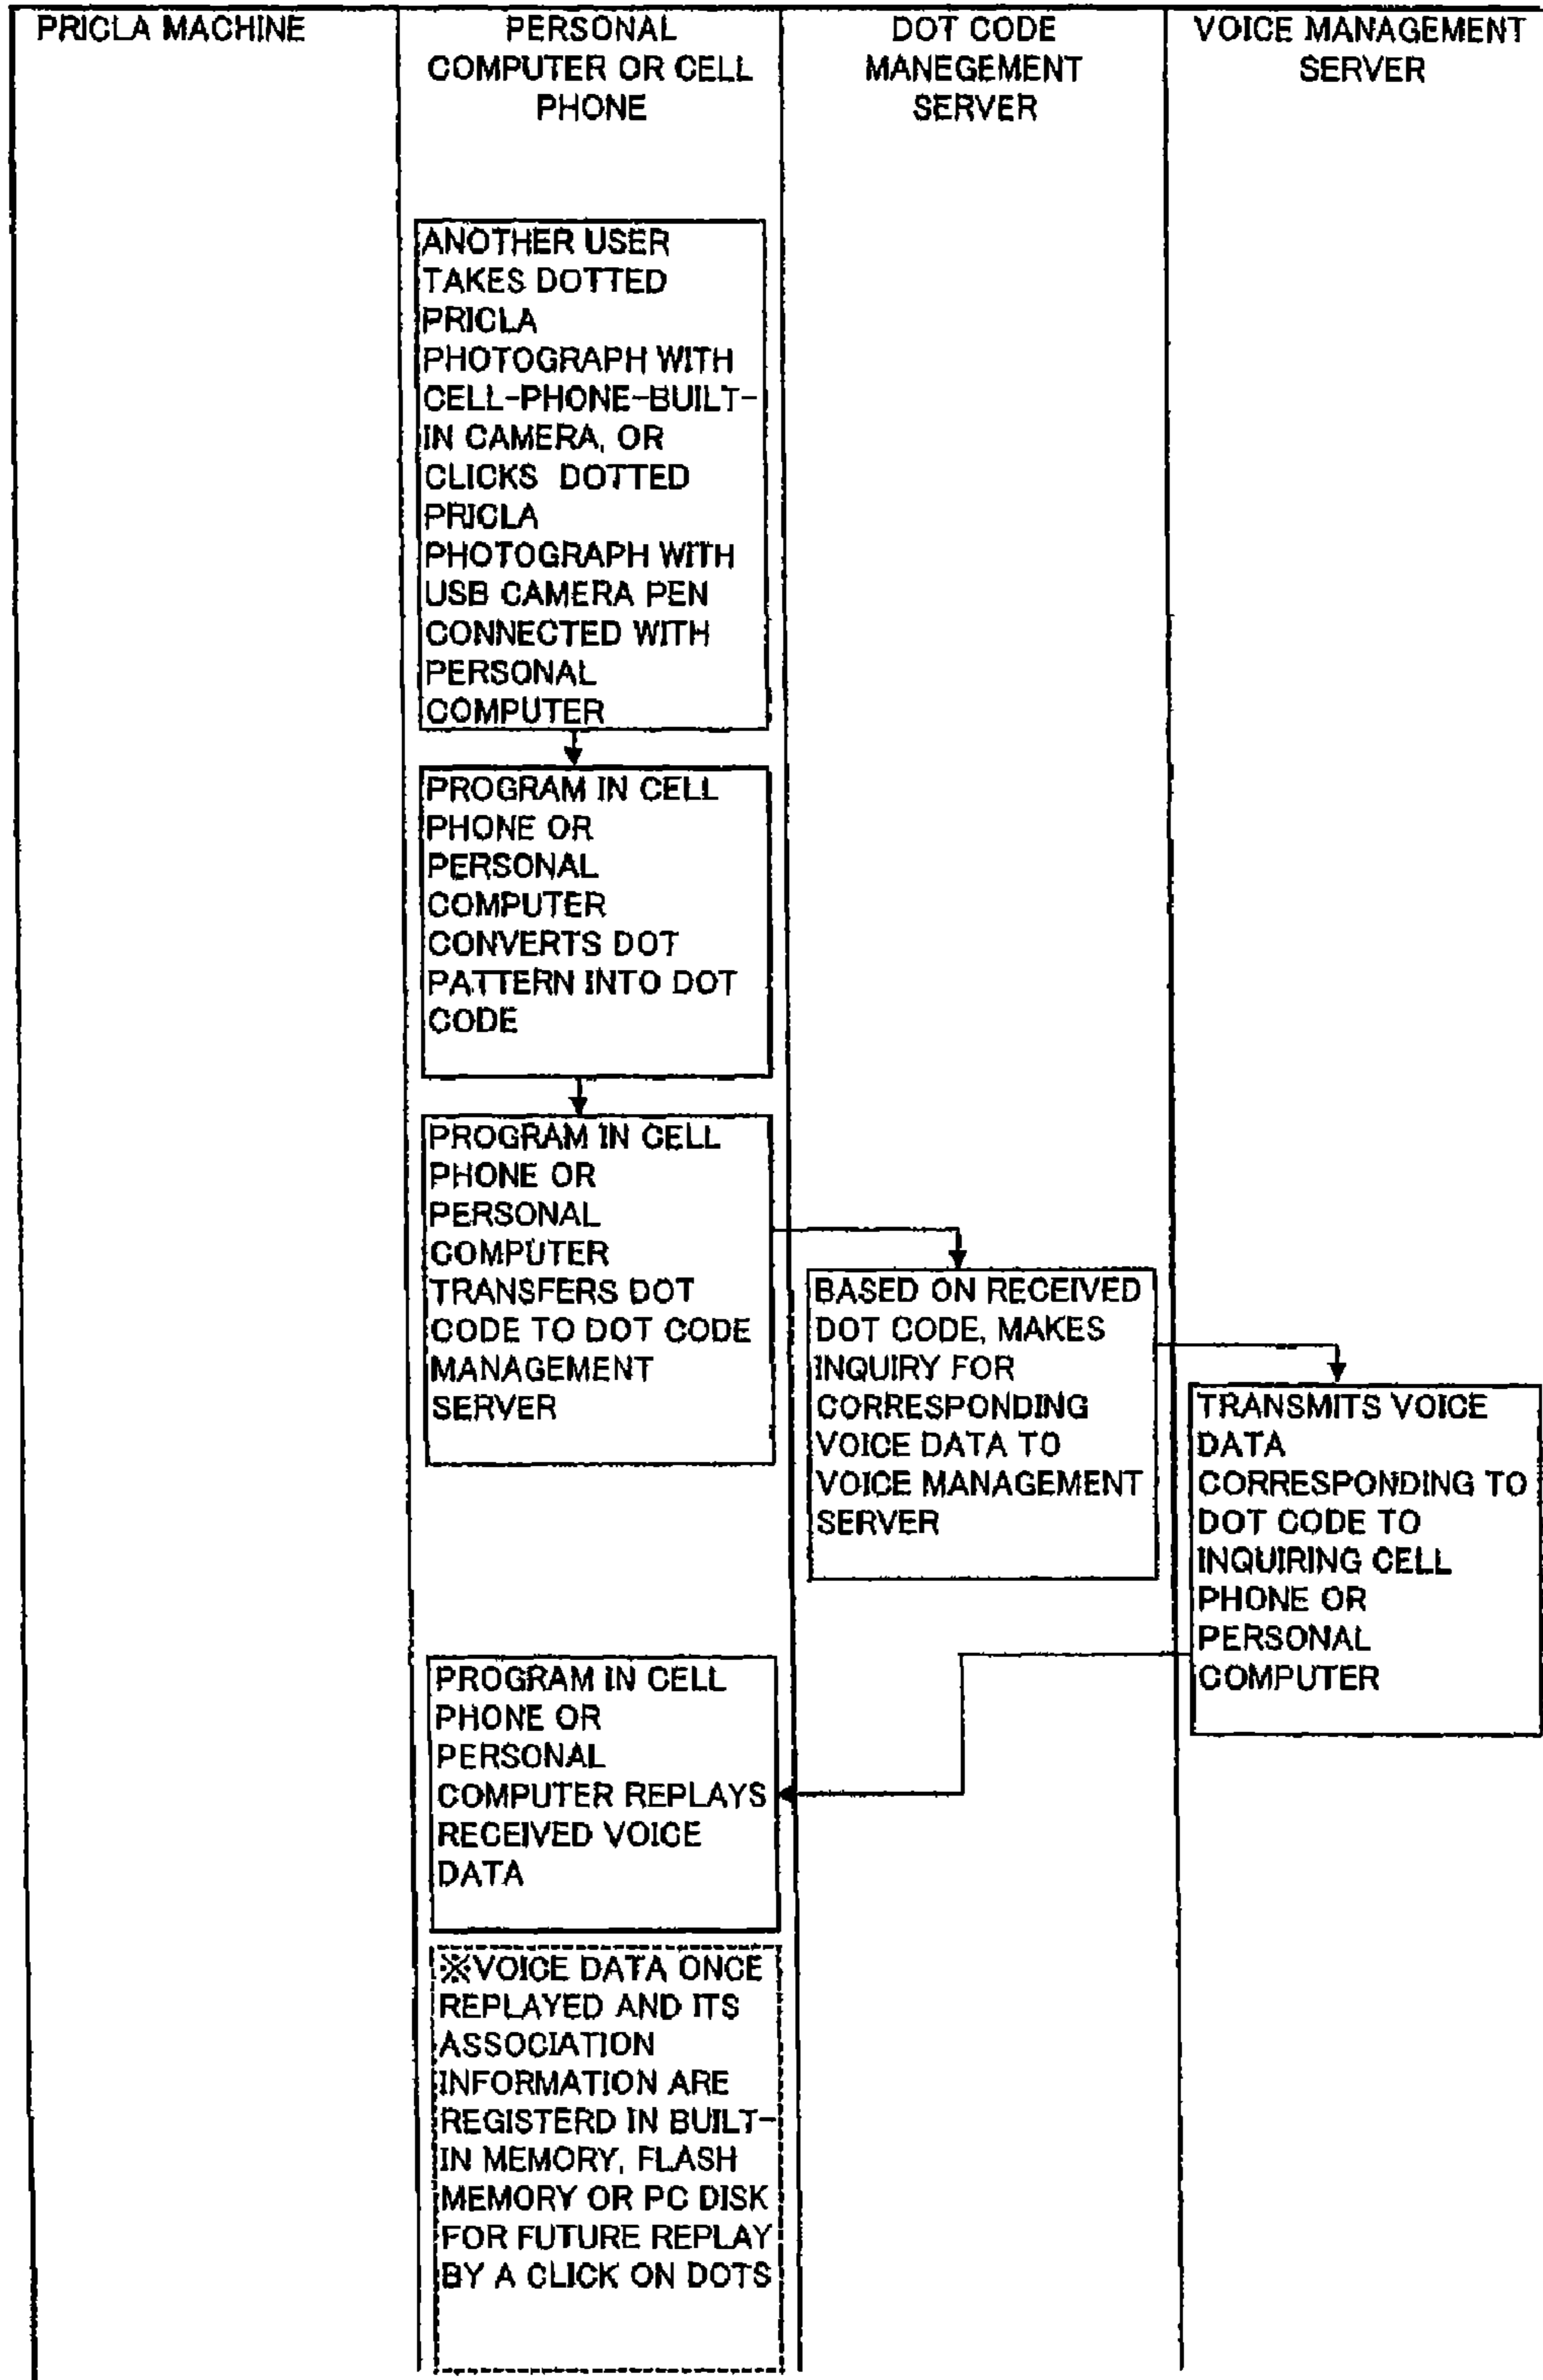 PRICLA MACHINE
PERSONAL
COMPUTER OR CELL
PHONE
DOT CODE
MANEGEMENT
SERVER
VOICE MANAGEMENT
SERVER
ANOTHER USER
TAKES DOTTED
PRICLA
PHOTOGRAPH WITH
CELL-PHONE-BUILT-
IN CAMERA, OR
CLICKS DOTTED
PRICLA
PHOTOGRAPH WITH
USB CAMERA PEN
CONNECTED WITH
PERSONAL
COMPUTER
PROGRAM IN CELL
PHONE OR
PERSONAL
COMPUTER
CONVERTS DOT
PATTERN INTO DOT
CODE
PROGRAM IN CELL
PHONE OR
PERSONAL
COMPUTER
TRANSFERS DOT
CODE TO DOT CODE
MANAGEMENT
SERVER
BASED ON RECEIVED
DOT CODE, MAKES
INQUIRY FOR
CORRESPONDING
VOICE DATA TO
VOICE MANAGEMENT
SERVER
TRANSMITS VOICE
DATA
CORRESPONDING TO
DOT CODE TO
INQUIRING CELL
PHONE OR
PERSONAL
COMPUTER
PROGRAM IN CELL
PHONE OR
PERSONAL
COMPUTER REPLAYS
RECEIVED VOICE
DATA
※VOICE DATA ONCE
REPLAYED AND ITS
ASSOCIATION
INFORMATION ARE
REGISTERD IN BUILT-
IN MEMORY, FLASH
MEMORY OR PC DISK
FOR FUTURE REPLAY
BY A CLICK ON DOTS